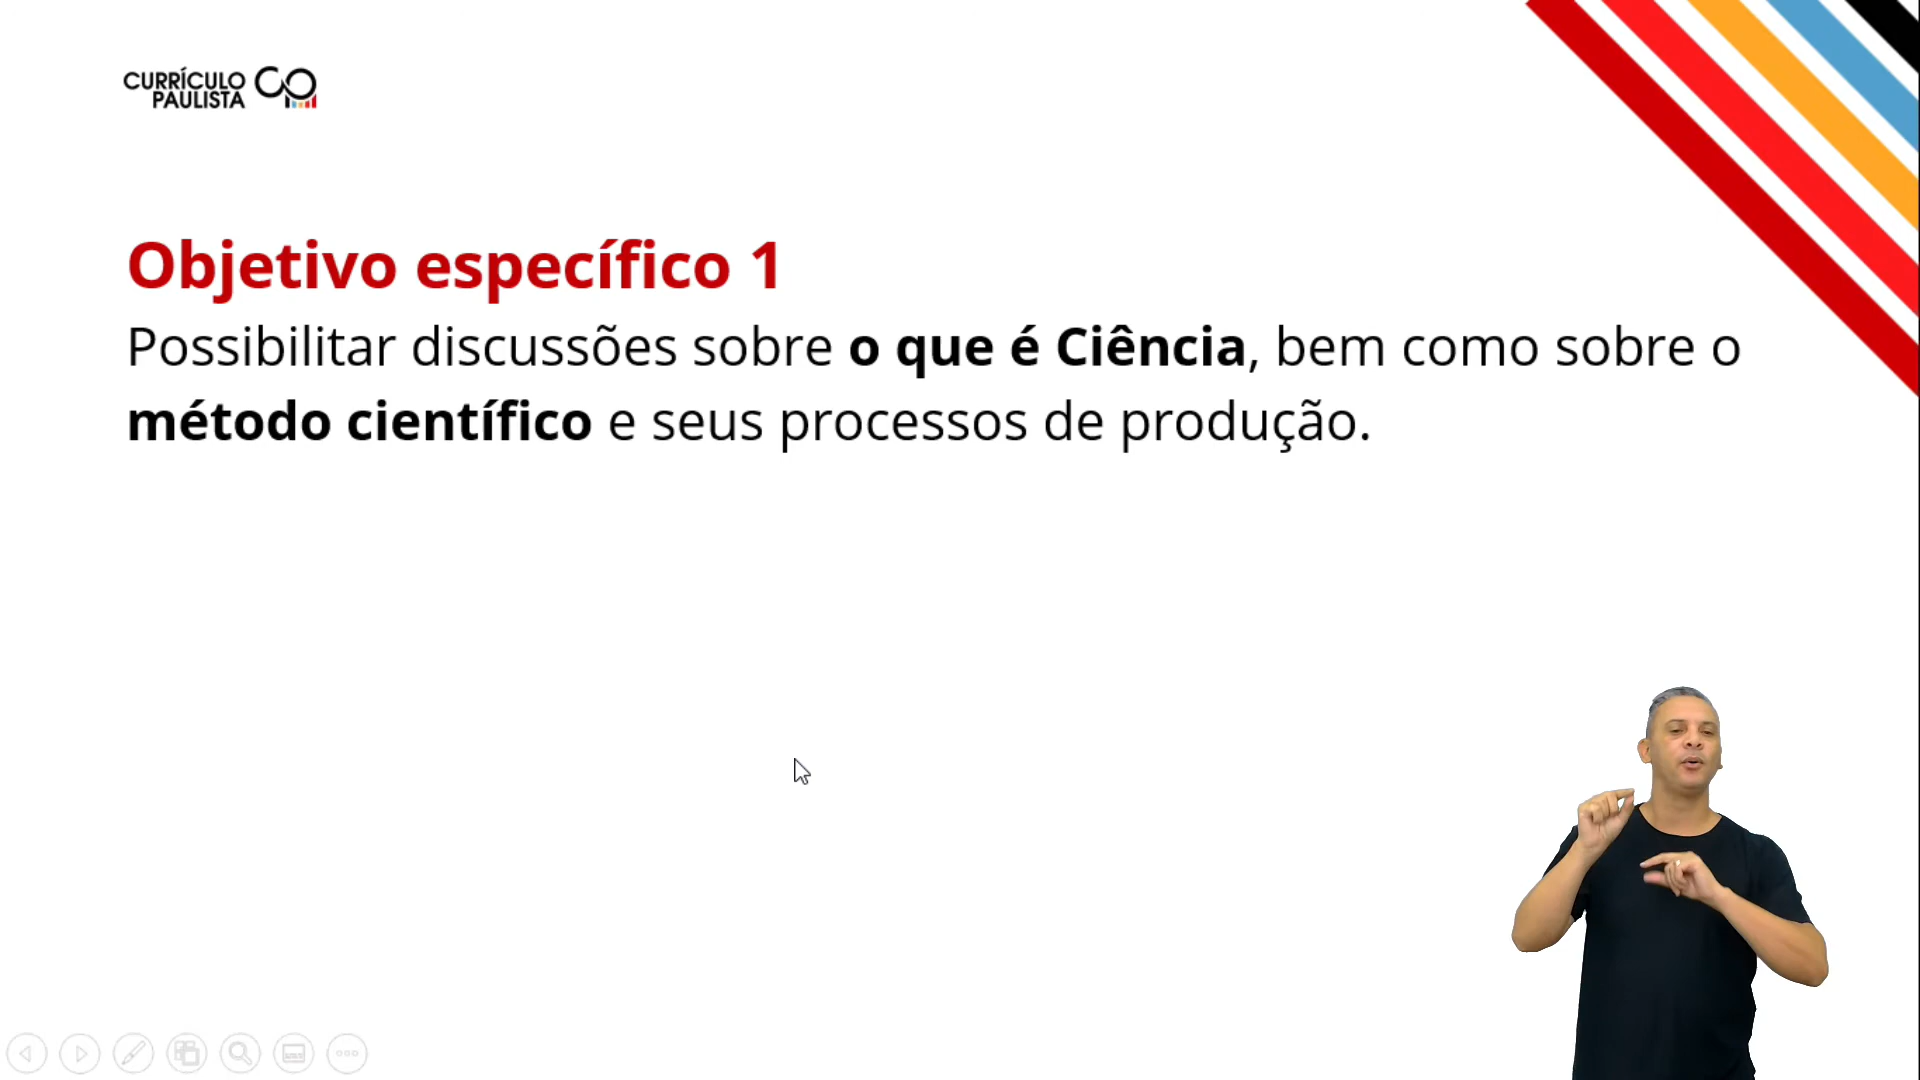 CURRÍCULO
PAULISTA
Objetivo específico 1
Possibilitar discussões sobre o que é Ciência, bem como sobre o
método científico e seus processos de produção.